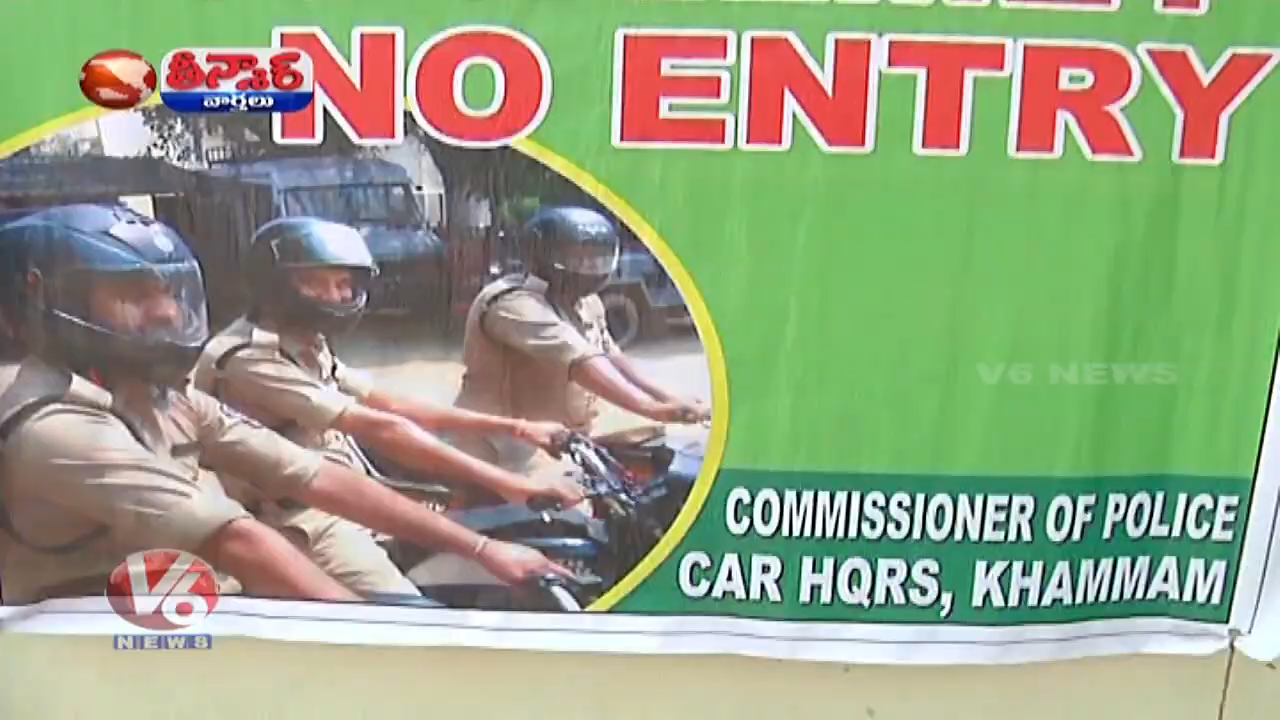 NO ENTRY
తీన్మార్
వార్తలు
V6 NEWS
COMMISSIONER OF POLICE
CAR HQRS, KHAMMAM
V6
NEWS